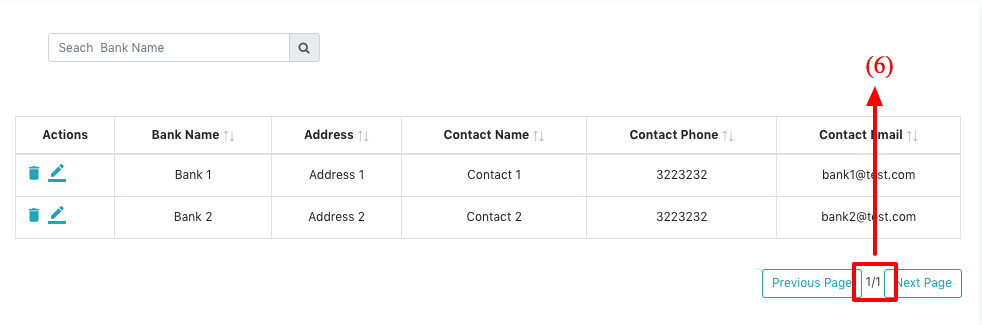 Seach Bank Name
(6)
Actions Bank Name Address Contact Name Contact Phone Contact Email
Bank 1 Address 1 Contact 1 3223232 bank1@test.com
Bank 2 Address 2 Contact 2 3223232 bank2@test.com
Previous Page 1/1 Next Page